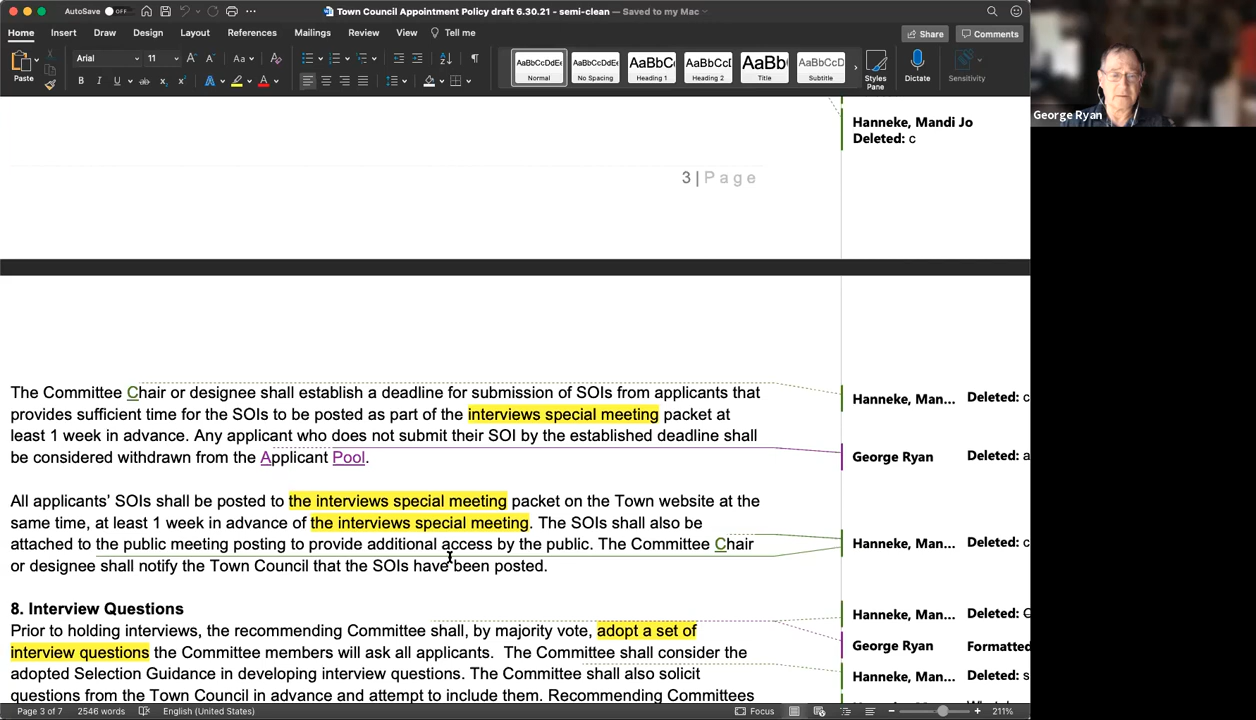 AutoSave OFF
Town Council Appointment Policy draft 6.30.21 - semi-clean — Saved to my Mac
Home Insert Draw Design Layout References Mailings Review View Tell me
Share Comments
Paste
Arial 11
AaBbCcDdEe AaBbCcDdEe AaBbC AaBbCcD AaBb AaBbCcD
Normal No Spacing Heading 1 Heading 2 Title Subtitle
Styles Pane
Dictate
Sensitivity
George Ryan
Hanneke, Mandi Jo
Deleted: c
3 | Page
The Committee Chair or designee shall establish a deadline for submission of SOIs from applicants that
provides sufficient time for the SOIs to be posted as part of the interviews special meeting packet at
least 1 week in advance. Any applicant who does not submit their SOI by the established deadline shall
be considered withdrawn from the Applicant Pool.
Hanneke, Man... Deleted: c
George Ryan Deleted: a
All applicants' SOIs shall be posted to the interviews special meeting packet on the Town website at the
same time, at least 1 week in advance of the interviews special meeting. The SOIs shall also be
attached to the public meeting posting to provide additional access by the public. The Committee Chair
or designee shall notify the Town Council that the SOIs have been posted.
Hanneke, Man... Deleted: c
8. Interview Questions
Prior to holding interviews, the recommending Committee shall, by majority vote, adopt a set of
interview questions the Committee members will ask all applicants. The Committee shall consider the
adopted Selection Guidance in developing interview questions. The Committee shall also solicit
questions from the Town Council in advance and attempt to include them. Recommending Committees
Hanneke, Man... Deleted:
George Ryan Formatted
Hanneke, Man... Deleted: s
Page 3 of 7 2546 words English (United States) Focus 211%